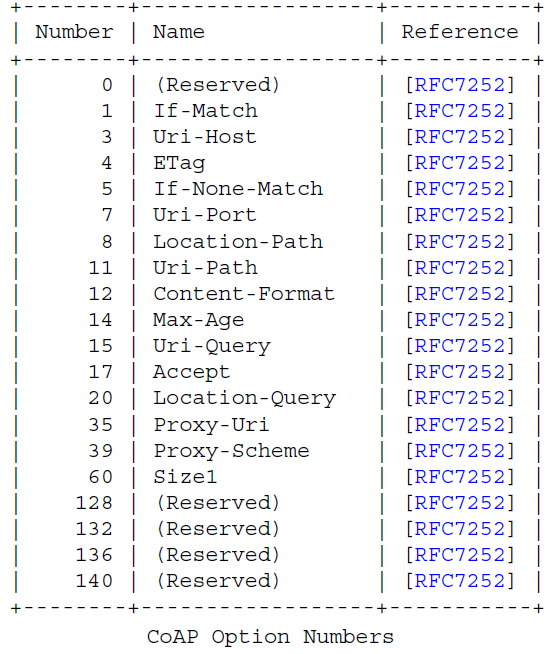 +--------+------------------+-----------+
| Number | Name             | Reference |
+--------+------------------+-----------+
|      0 | (Reserved)       | [RFC7252] |
|      1 | If-Match         | [RFC7252] |
|      3 | Uri-Host         | [RFC7252] |
|      4 | ETag             | [RFC7252] |
|      5 | If-None-Match    | [RFC7252] |
|      7 | Uri-Port         | [RFC7252] |
|      8 | Location-Path    | [RFC7252] |
|     11 | Uri-Path         | [RFC7252] |
|     12 | Content-Format   | [RFC7252] |
|     14 | Max-Age          | [RFC7252] |
|     15 | Uri-Query        | [RFC7252] |
|     17 | Accept           | [RFC7252] |
|     20 | Location-Query   | [RFC7252] |
|     35 | Proxy-Uri        | [RFC7252] |
|     39 | Proxy-Scheme     | [RFC7252] |
|     60 | Size1            | [RFC7252] |
|    128 | (Reserved)       | [RFC7252] |
|    132 | (Reserved)       | [RFC7252] |
|    136 | (Reserved)       | [RFC7252] |
|    140 | (Reserved)       | [RFC7252] |
+--------+------------------+-----------+
CoAP Option Numbers